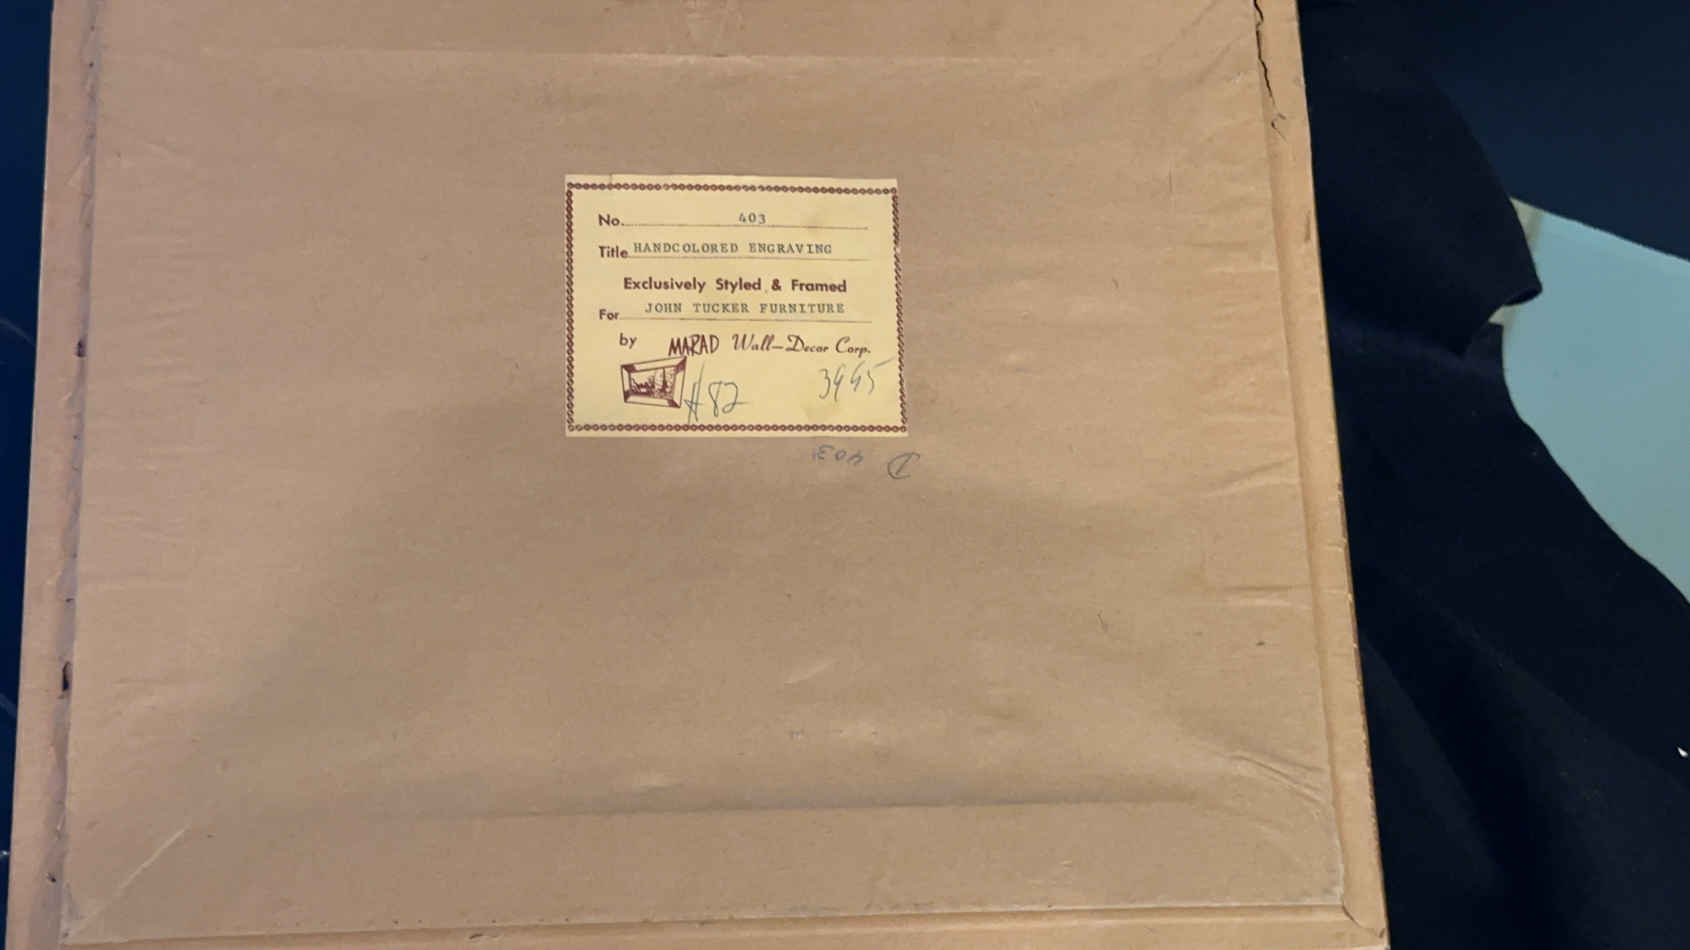 No. 403
Title HANDCOLORED ENGRAVING
Exclusively Styled & Framed
For JOHN TUCKER FURNITURE
by MARAD Wall-Decor Corp.
#82 3995
D 403